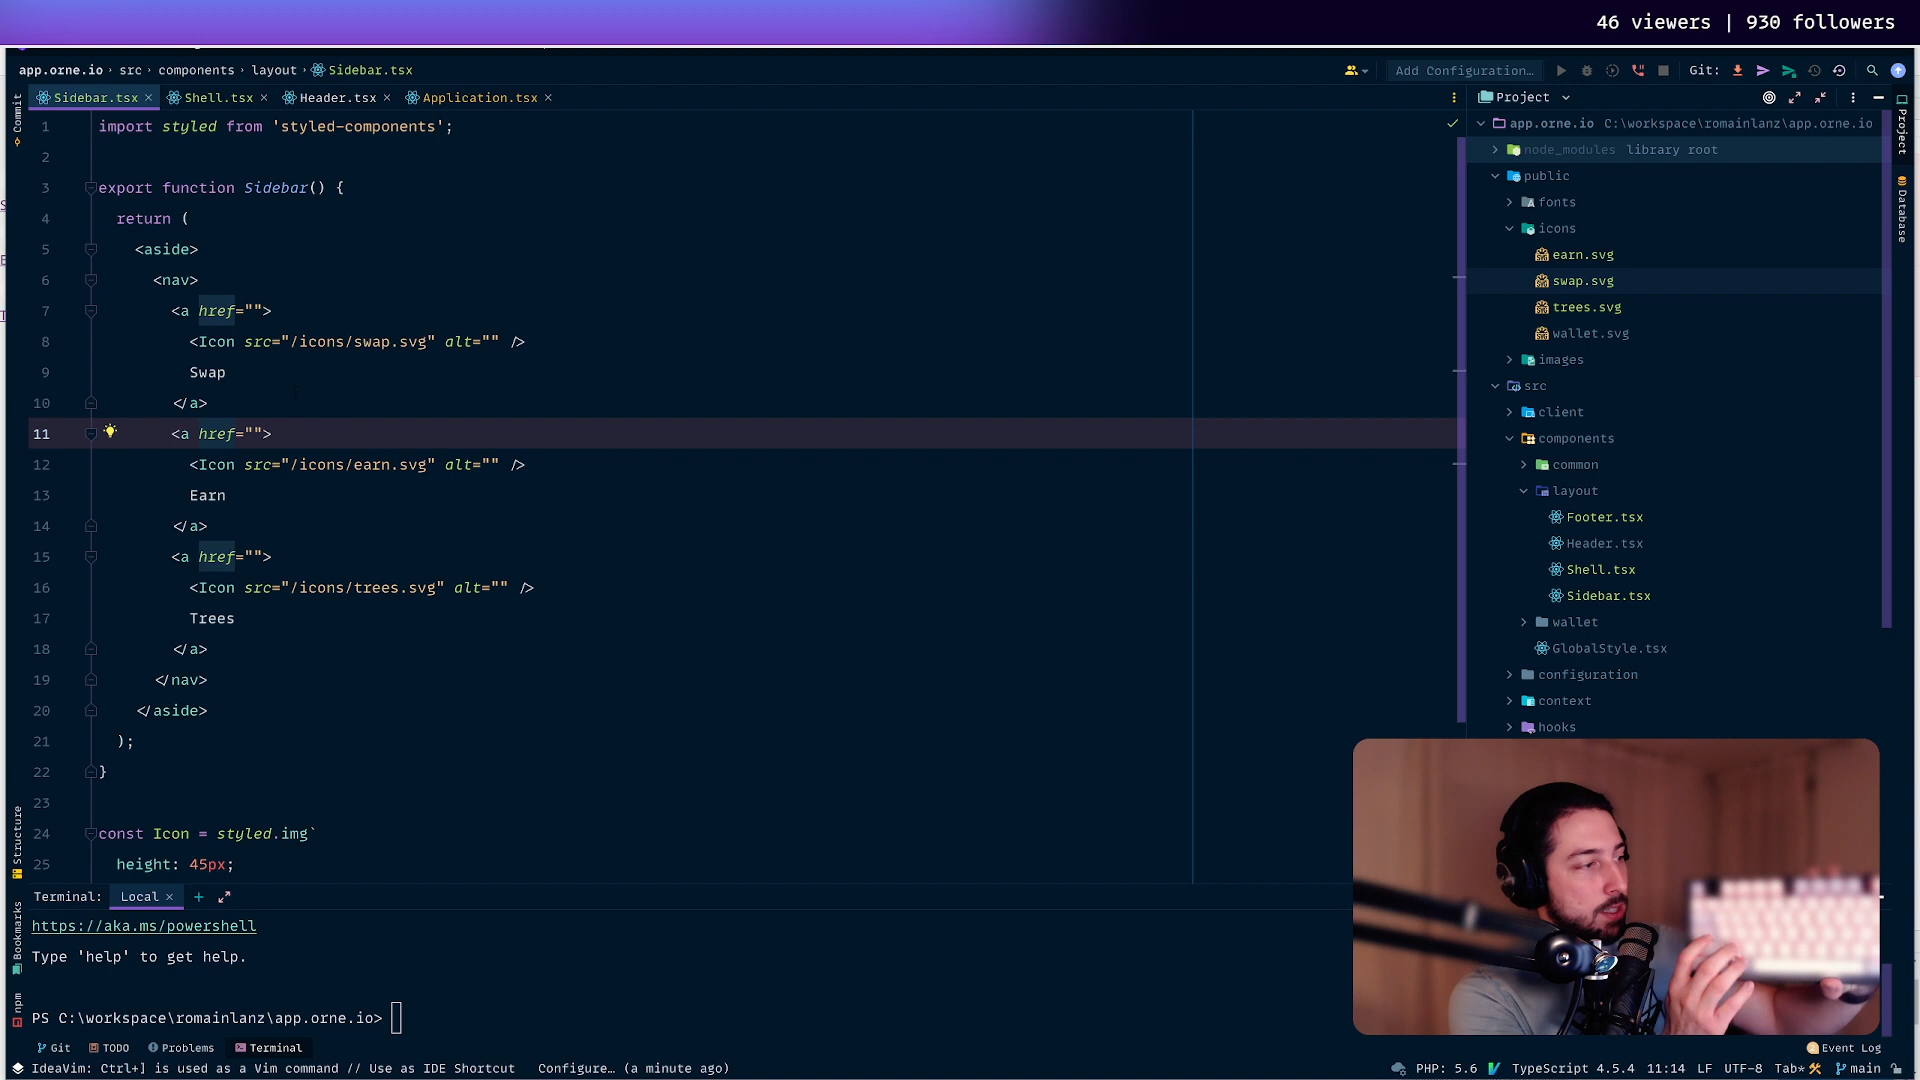 46 viewers | 930 followers
app.orne.io › src › components › layout › Sidebar.tsx
Add Configuration...
Git:
Sidebar.tsx
Shell.tsx
Header.tsx
Application.tsx
Project
Commit
1 import styled from 'styled-components';
2
3 export function Sidebar() {
4 return (
5 <aside>
6 <nav>
7 <a href="">
8 <Icon src="/icons/swap.svg" alt="" />
9 Swap
10 </a>
11 <a href="">
12 <Icon src="/icons/earn.svg" alt="" />
13 Earn
14 </a>
15 <a href="">
16 <Icon src="/icons/trees.svg" alt="" />
17 Trees
18 </a>
19 </nav>
20 </aside>
21 );
22 }
23
24 const Icon = styled.img`
25 height: 45px;
app.orne.io C:\workspace\romainlanz\app.orne.io
node_modules library root
public
fonts
icons
earn.svg
swap.svg
trees.svg
wallet.svg
images
src
client
components
common
layout
Footer.tsx
Header.tsx
Shell.tsx
Sidebar.tsx
wallet
GlobalStyle.tsx
configuration
context
hooks
Project
Database
Structure
Bookmarks
npm
Terminal: Local
https://aka.ms/powershell
Type 'help' to get help.
PS C:\workspace\romainlanz\app.orne.io>
Git
TODO
Problems
Terminal
Event Log
IdeaVim: Ctrl+] is used as a Vim command // Use as IDE Shortcut Configure... (a minute ago)
PHP: 5.6
TypeScript 4.5.4
11:14
LF
UTF-8
Tab*
main